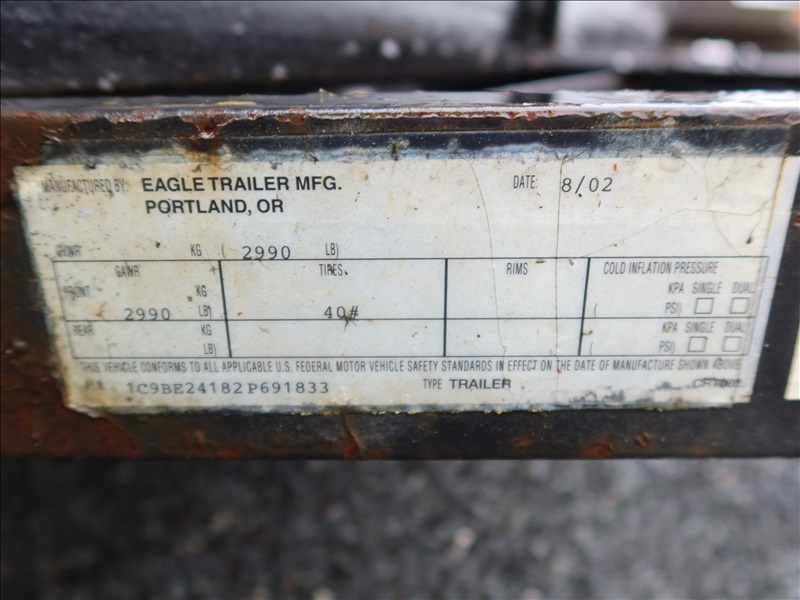 MANUFACTURED BY: EAGLE TRAILER MFG. DATE: 8/02
PORTLAND, OR
GVWR KG ( 2990 LB)
GAWR TIRES. RIMS COLD INFLATION PRESSURE
FRONT KG KPA SINGLE DUAL
2990 LB) 40# ( PSI)
REAR KG KPA SINGLE DUAL
LB) ( PSI)
THIS VEHICLE CONFORMS TO ALL APPLICABLE U.S. FEDERAL MOTOR VEHICLE SAFETY STANDARDS IN EFFECT ON THE DATE OF MANUFACTURE SHOWN ABOVE
VIN 1C9BE24182P691833 TYPE TRAILER